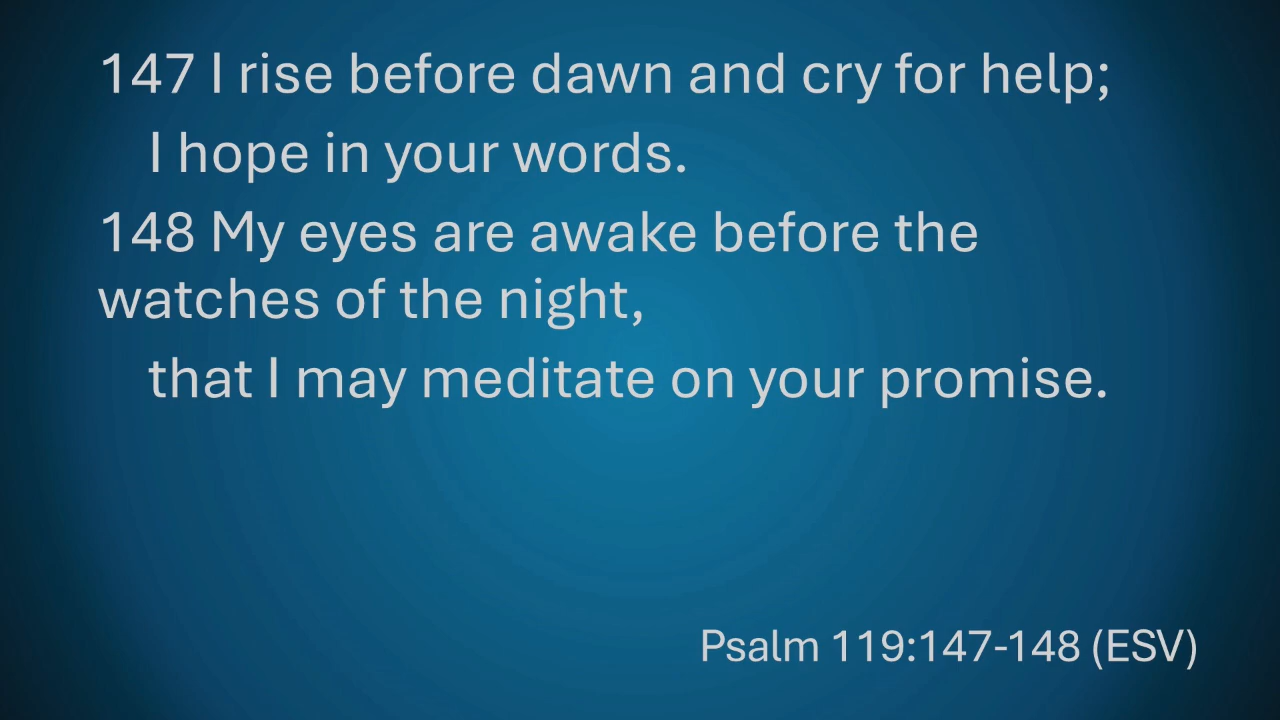 147 I rise before dawn and cry for help;
I hope in your words.
148 My eyes are awake before the
watches of the night,
that I may meditate on your promise.
Psalm 119:147-148 (ESV)